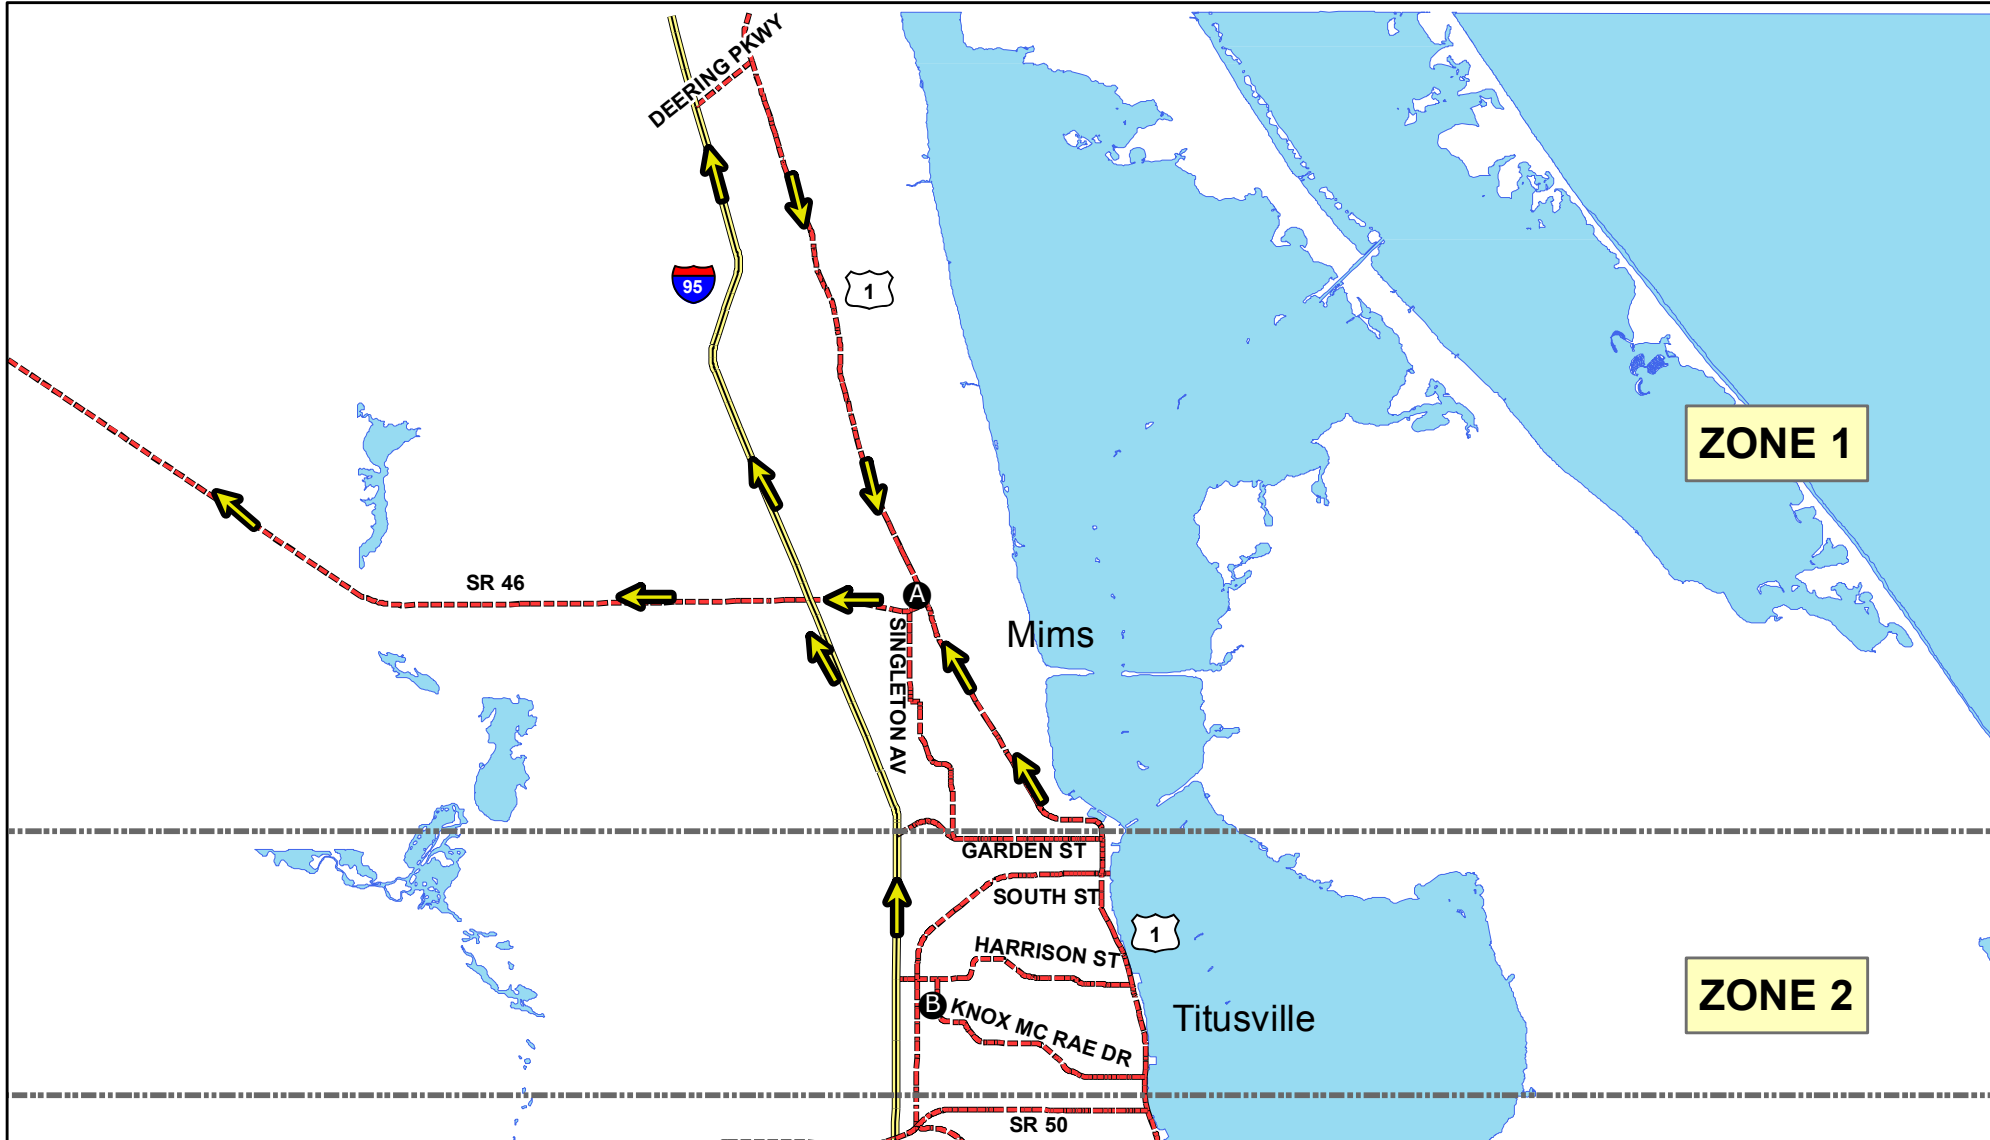 DEERING PKWY
95
1
ZONE 1
SR 46
A
SINGLETON AV
Mims
GARDEN ST
SOUTH ST
1
HARRISON ST
ZONE 2
B
KNOX MC RAE DR
Titusville
SR 50